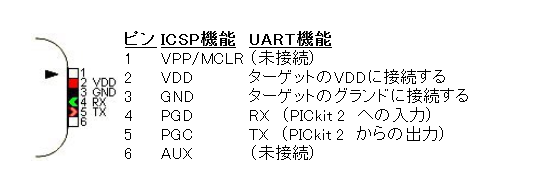 ピン ICSP機能 UART機能
1 VPP/MCLR (未接続)
2 VDD ターゲットのVDDに接続する
3 GND ターゲットのグランドに接続する
4 PGD RX (PICkit 2 への入力)
5 PGC TX (PICkit 2 からの出力)
6 AUX (未接続)
1
2 VDD
3 GND
4 RX
5 TX
6